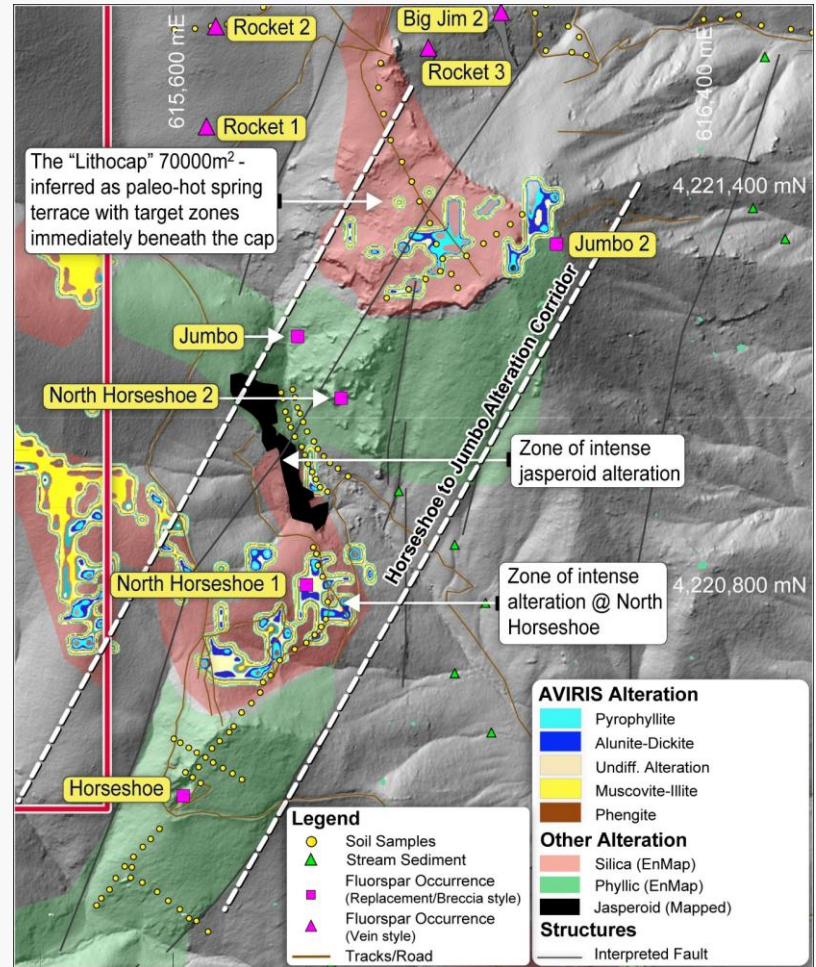 Rocket 2
Big Jim 2
Rocket 3
615,600 mE
616,400 mE
Rocket 1
The “Lithocap” 70000m² -
inferred as paleo-hot spring
terrace with target zones
immediately beneath the cap
4,221,400 mN
Jumbo 2
Jumbo
North Horseshoe 2
Horseshoe to Jumbo Alteration Corridor
Zone of intense
jasperoid alteration
North Horseshoe 1
Zone of intense
alteration @ North
Horseshoe
4,220,800 mN
Horseshoe
Legend
Soil Samples
Stream Sediment
Fluorspar Occurrence
(Replacement/Breccia style)
Fluorspar Occurrence
(Vein style)
Tracks/Road
AVIRIS Alteration
Pyrophyllite
Alunite-Dickite
Undiff. Alteration
Muscovite-Illite
Phengite
Other Alteration
Silica (EnMap)
Phyllic (EnMap)
Jasperoid (Mapped)
Structures
Interpreted Fault